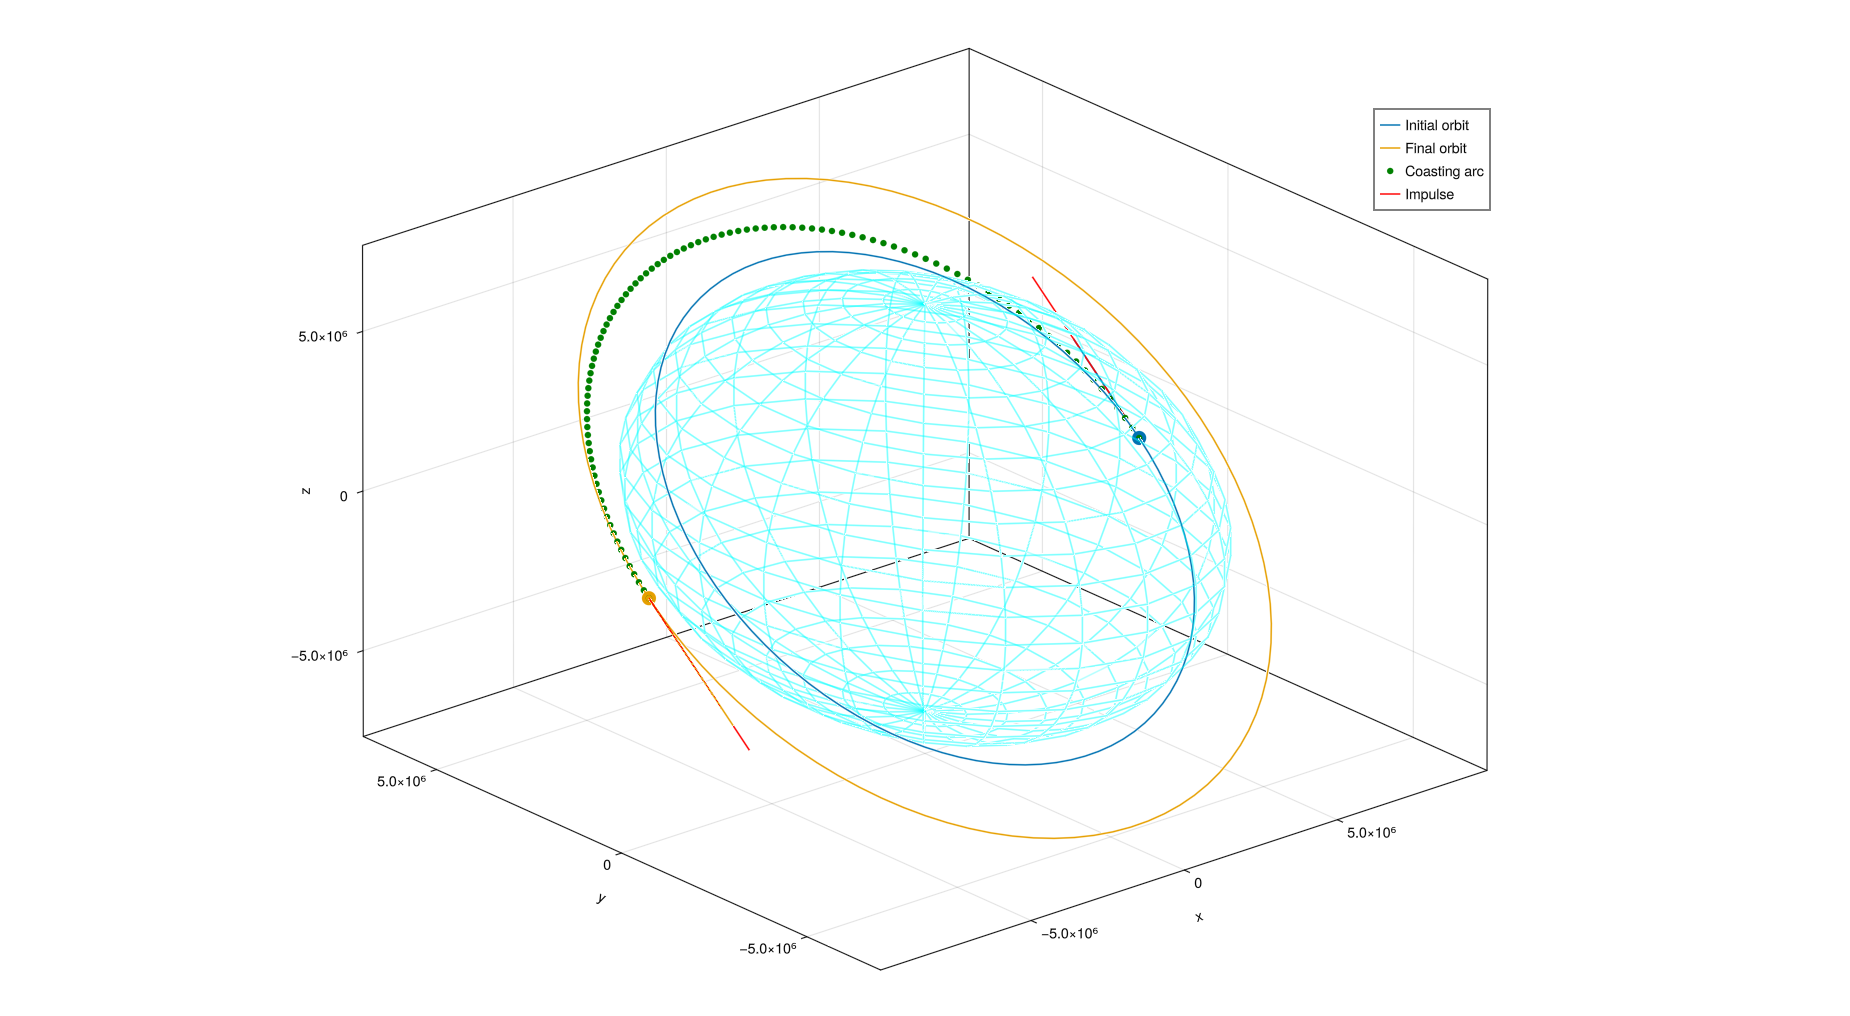 Initial orbit
Final orbit
Coasting arc
Impulse
5.0×10⁶
z
0
−5.0×10⁶
5.0×10⁶
0
y
−5.0×10⁶
5.0×10⁶
0
x
−5.0×10⁶